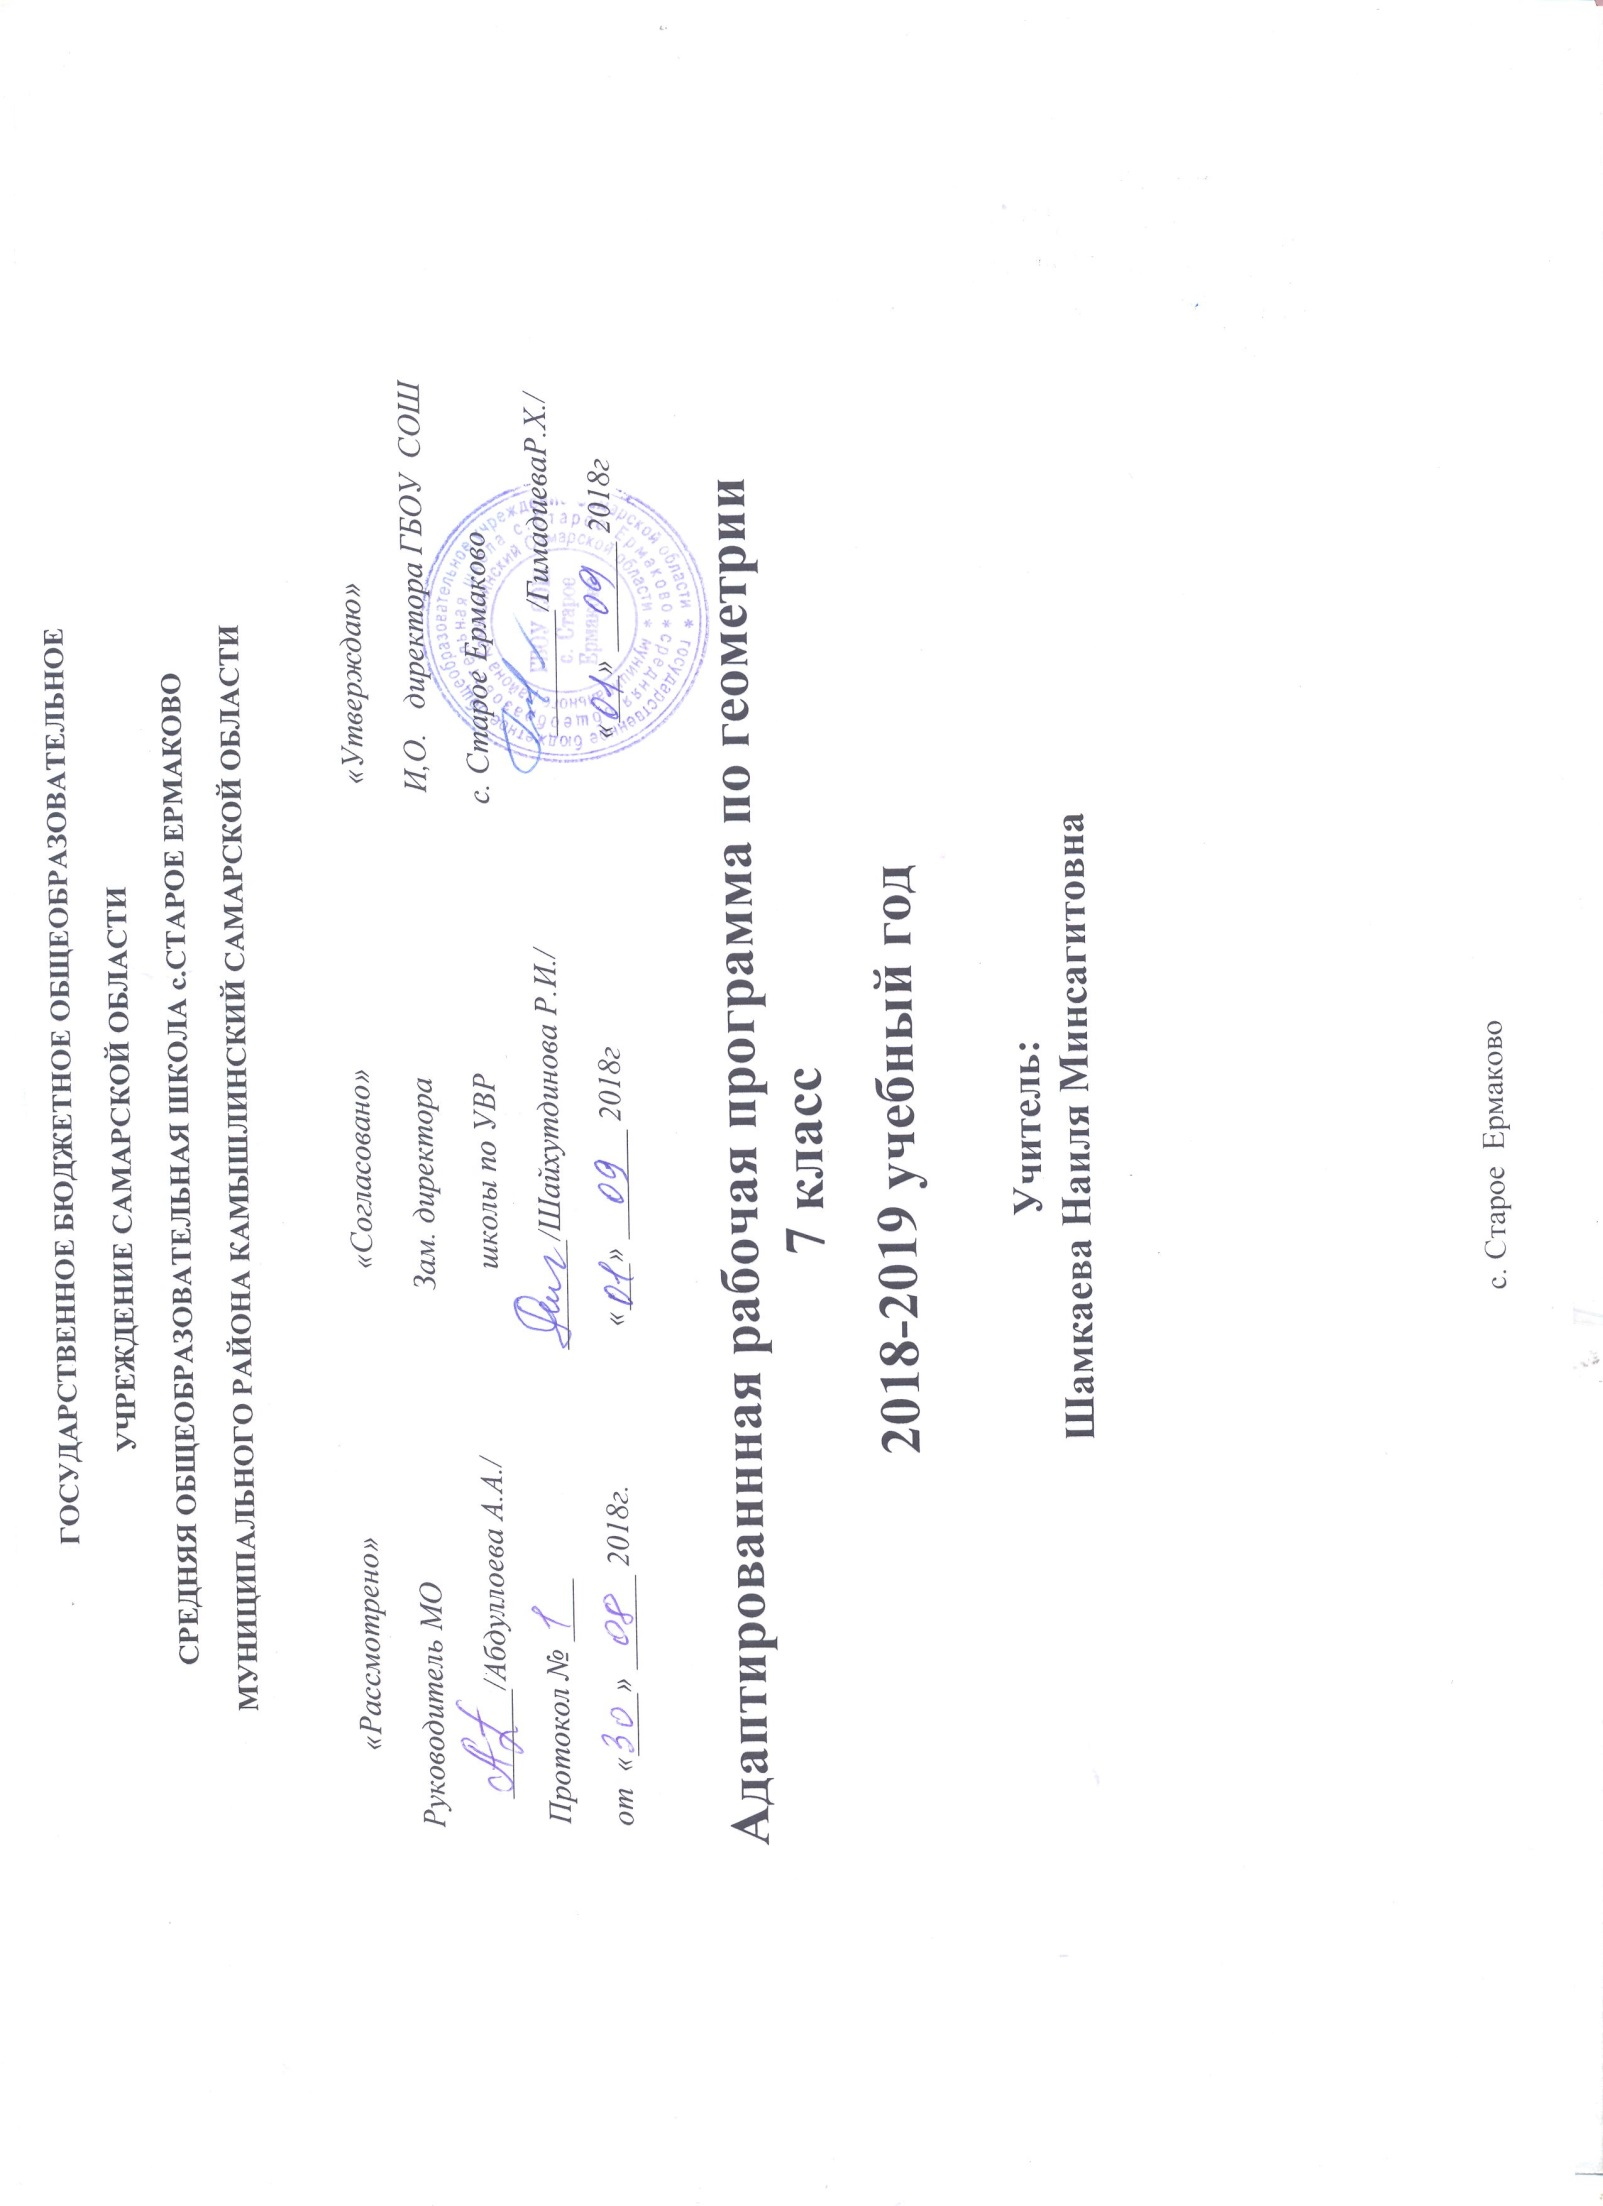 ГОСУДАРСТВЕННОЕ БЮДЖЕТНОЕ ОБЩЕОБРАЗОВАТЕЛЬНОЕ
УЧРЕЖДЕНИЕ САМАРСКОЙ ОБЛАСТИ
СРЕДНЯЯ ОБЩЕОБРАЗОВАТЕЛЬНАЯ ШКОЛА с.СТАРОЕ ЕРМАКОВО
МУНИЦИПАЛЬНОГО РАЙОНА КАМЫШЛИНСКИЙ САМАРСКОЙ ОБЛАСТИ
«Рассмотрено»
Руководитель МО
/Абдуллоева А.А./
Протокол № 1
от «30» 08 2018г.
«Согласовано»
Зам. директора
школы по УВР
/Шайхутдинова Р.И./
«01» 09 2018г
«Утверждаю»
И,О. директора ГБОУ СОШ
с. Старое Ермаково
/ГимадиеваР.Х./
«01» 09 2018г
с. Старое
Адаптированная рабочая программа по геометрии
7 класс
2018-2019 учебный год
Учитель:
Шамкаева Наиля Минсагитовна
с. Старое Ермаково